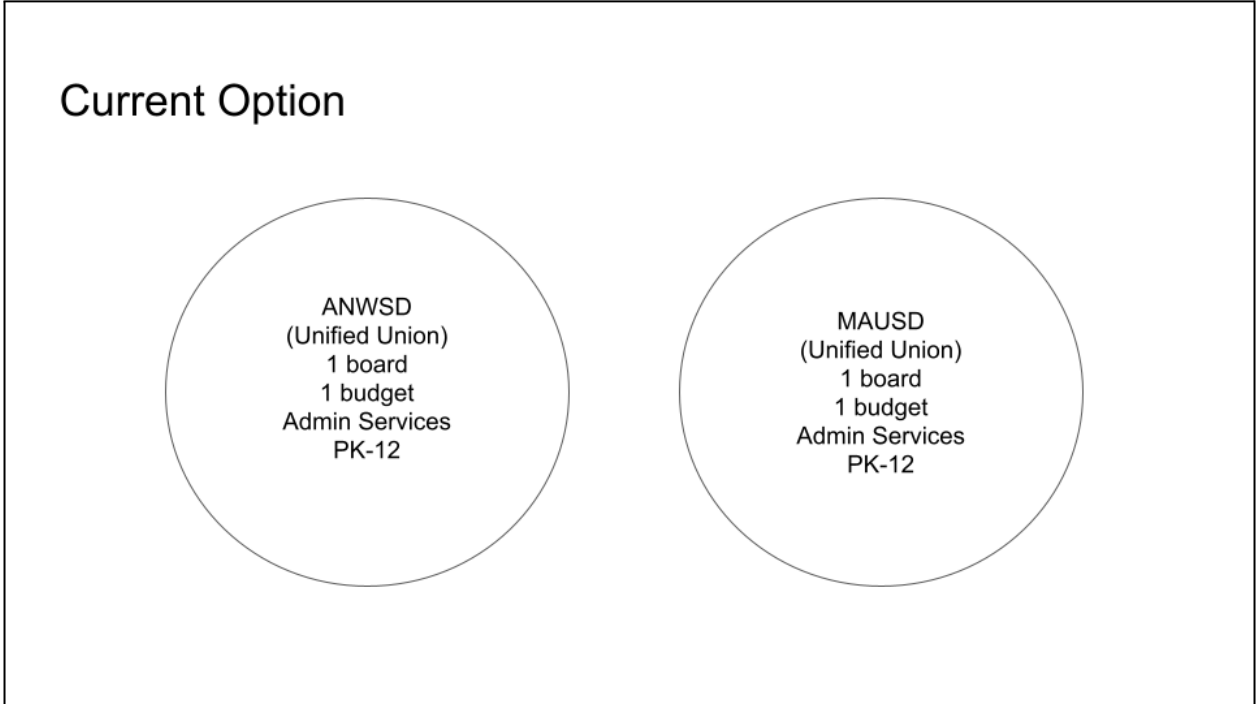 Current Option
ANWSD
(Unified Union)
1 board
1 budget
Admin Services
PK-12
MAUSD
(Unified Union)
1 board
1 budget
Admin Services
PK-12